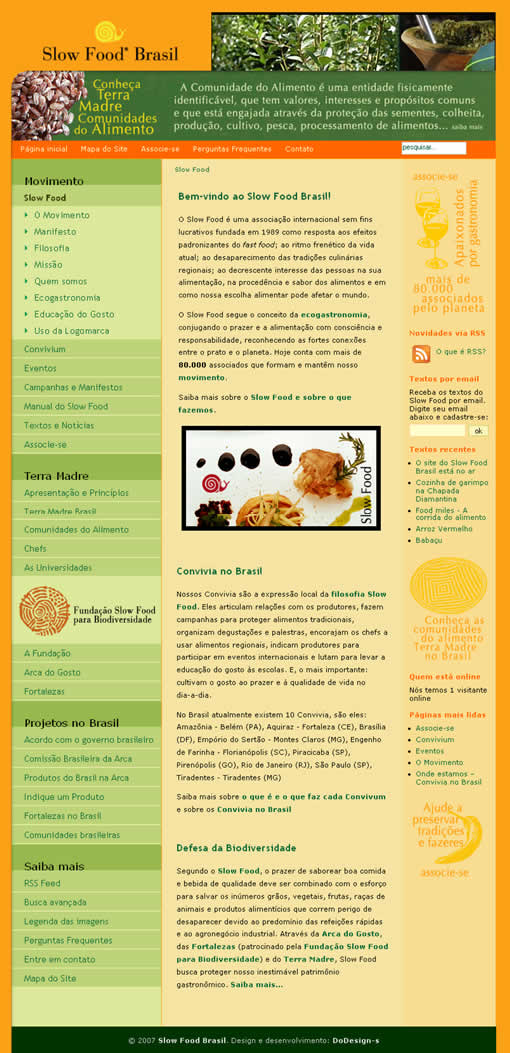 Slow Food® Brasil
Conheça
Terra
Madre
Comunidades
do Alimento
A Comunidade do Alimento é uma entidade fisicamente
identificável, que tem valores, interesses e propósitos comuns
e que está engajada através da proteção das sementes, colheita,
produção, cultivo, pesca, processamento de alimentos... saiba mais
Página inicial Mapa do Site Associe-se Perguntas Frequentes Contato
pesquisar...
Movimento
Slow Food
O Movimento
Manifesto
Filosofia
Missão
Quem somos
Ecogastronomia
Educação do Gosto
Uso da Logomarca
Convivium
Eventos
Campanhas e Manifestos
Manual do Slow Food
Textos e Notícias
Associe-se
Terra Madre
Apresentação e Princípios
Terra Madre Brasil
Comunidades do Alimento
Chefs
As Universidades
Fundação Slow Food
para Biodiversidade
A Fundação
Arca do Gosto
Fortalezas
Projetos no Brasil
Acordo com o governo brasileiro
Comissão Brasileira da Arca
Produtos do Brasil na Arca
Indique um Produto
Fortalezas no Brasil
Comunidades brasileiras
Saiba mais
RSS Feed
Busca avançada
Legenda das imagens
Perguntas Frequentes
Entre em contato
Mapa do Site
Slow Food
Bem-vindo ao Slow Food Brasil!
O Slow Food é uma associação internacional sem fins
lucrativos fundada em 1989 como resposta aos efeitos
padronizantes do fast food; ao ritmo frenético da vida
atual; ao desaparecimento das tradições culinárias
regionais; ao decrescente interesse das pessoas na sua
alimentação, na procedência e sabor dos alimentos e em
como nossa escolha alimentar pode afetar o mundo.
O Slow Food segue o conceito da ecogastronomia,
conjugando o prazer e a alimentação com consciência e
responsabilidade, reconhecendo as fortes conexões
entre o prato e o planeta. Hoje conta com mais de
80.000 associados que formam e mantêm nosso
movimento.
Saiba mais sobre o Slow Food e sobre o que
fazemos.
Slow Food
Convivia no Brasil
Nossos Convivia são a expressão local da filosofia Slow
Food. Eles articulam relações com os produtores, fazem
campanhas para proteger alimentos tradicionais,
organizam degustações e palestras, encorajam os chefs a
usar alimentos regionais, indicam produtores para
participar em eventos internacionais e lutam para levar a
educação do gosto ás escolas. E, o mais importante:
cultivam o gosto ao prazer e á qualidade de vida no
dia-a-dia.
No Brasil atualmente existem 10 Convivia, são eles:
Amazônia - Belém (PA), Aquiraz - Fortaleza (CE), Brasília
(DF), Empório do Sertão - Montes Claros (MG), Engenho
de Farinha - Florianópolis (SC), Piracicaba (SP),
Pirenópolis (GO), Rio de Janeiro (RJ), São Paulo (SP),
Tiradentes - Tiradentes (MG)
Saiba mais sobre o que é e o que faz cada Convivum
e sobre os Convivia no Brasil
Defesa da Biodiversidade
Segundo o Slow Food, o prazer de saborear boa comida
e bebida de qualidade deve ser combinado com o esforço
para salvar os inúmeros grãos, vegetais, frutas, raças de
animais e produtos alimentícios que correm perigo de
desaparecer devido ao predomínio das refeições rápidas
e ao agronegócio industrial. Através da Arca do Gosto,
das Fortalezas (patrocinado pela Fundação Slow Food
para Biodiversidade) e do Terra Madre, Slow Food
busca proteger nosso inestimável patrimônio
gastronômico. Saiba mais...
associe-se
Apaixonados
por gastronomia
mais de
80.000
associados
pelo planeta
Novidades via RSS
O que é RSS?
Textos por email
Receba os textos do
Slow Food por email.
Digite seu email
abaixo e cadastre-se:
ok
Textos recentes
O site do Slow Food
Brasil está no ar
Cozinha de garimpo
na Chapada
Diamantina
Food miles - A
corrida do alimento
Arroz Vermelho
Babaçu
Conheça as
comunidades
do alimento
Terra Madre
no Brasil
Quem está online
Nós temos 1 visitante
online
Páginas mais lidas
Associe-se
Convivium
Eventos
O Movimento
Onde estamos –
Convivia no Brasil
Ajude a
preservar
tradições
e fazeres
associe-se
© 2007 Slow Food Brasil. Design e desenvolvimento: DoDesign-s